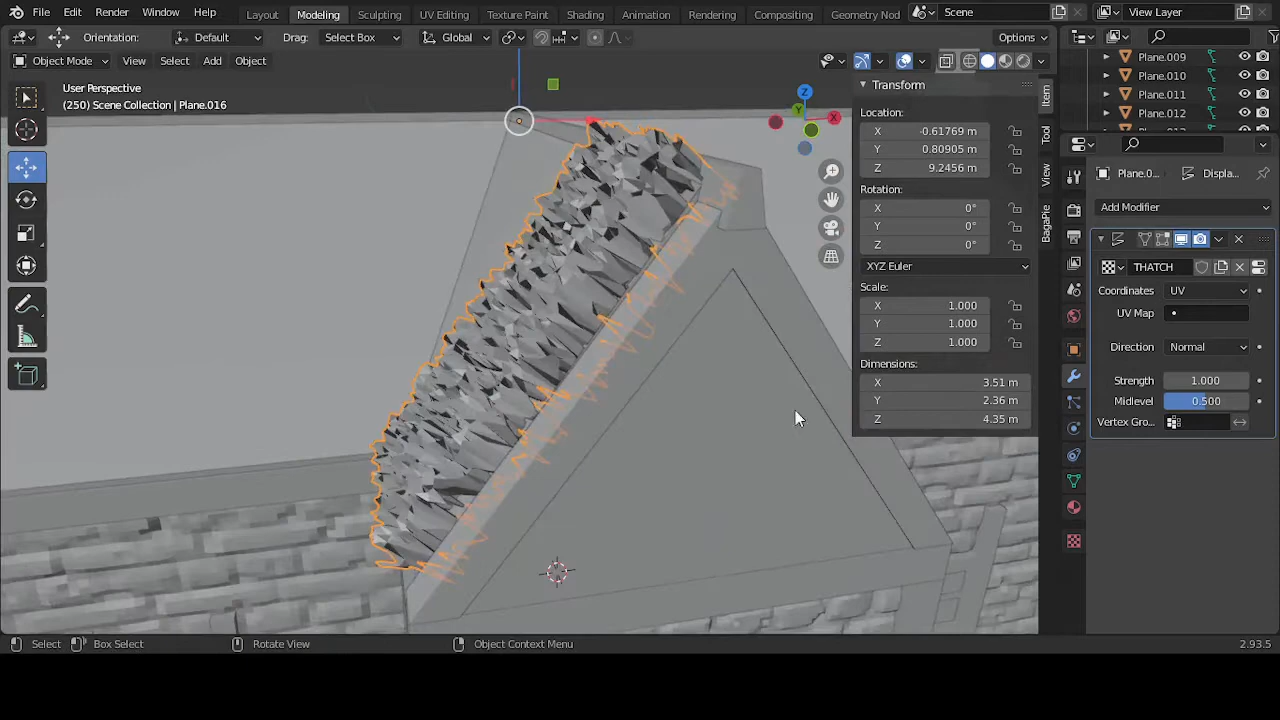 File Edit Render Window Help Layout Modeling Sculpting UV Editing Texture Paint Shading Animation Rendering Compositing Geometry Nod Scene View Layer
Orientation: Default Drag: Select Box Global Options
Object Mode View Select Add Object
User Perspective
(250) Scene Collection | Plane.016
Z
Y
X
Transform
Location:
X -0.61769 m
Y 0.80905 m
Z 9.2456 m
Rotation:
X 0°
Y 0°
Z 0°
XYZ Euler
Scale:
X 1.000
Y 1.000
Z 1.000
Dimensions:
X 3.51 m
Y 2.36 m
Z 4.35 m
Item
Tool
View
BagaPie
Plane.009
Plane.010
Plane.011
Plane.012
Plane.0... Displa...
Add Modifier
THATCH
Coordinates UV
UV Map
Direction Normal
Strength 1.000
Midlevel 0.500
Vertex Gro...
Select Box Select Rotate View Object Context Menu 2.93.5